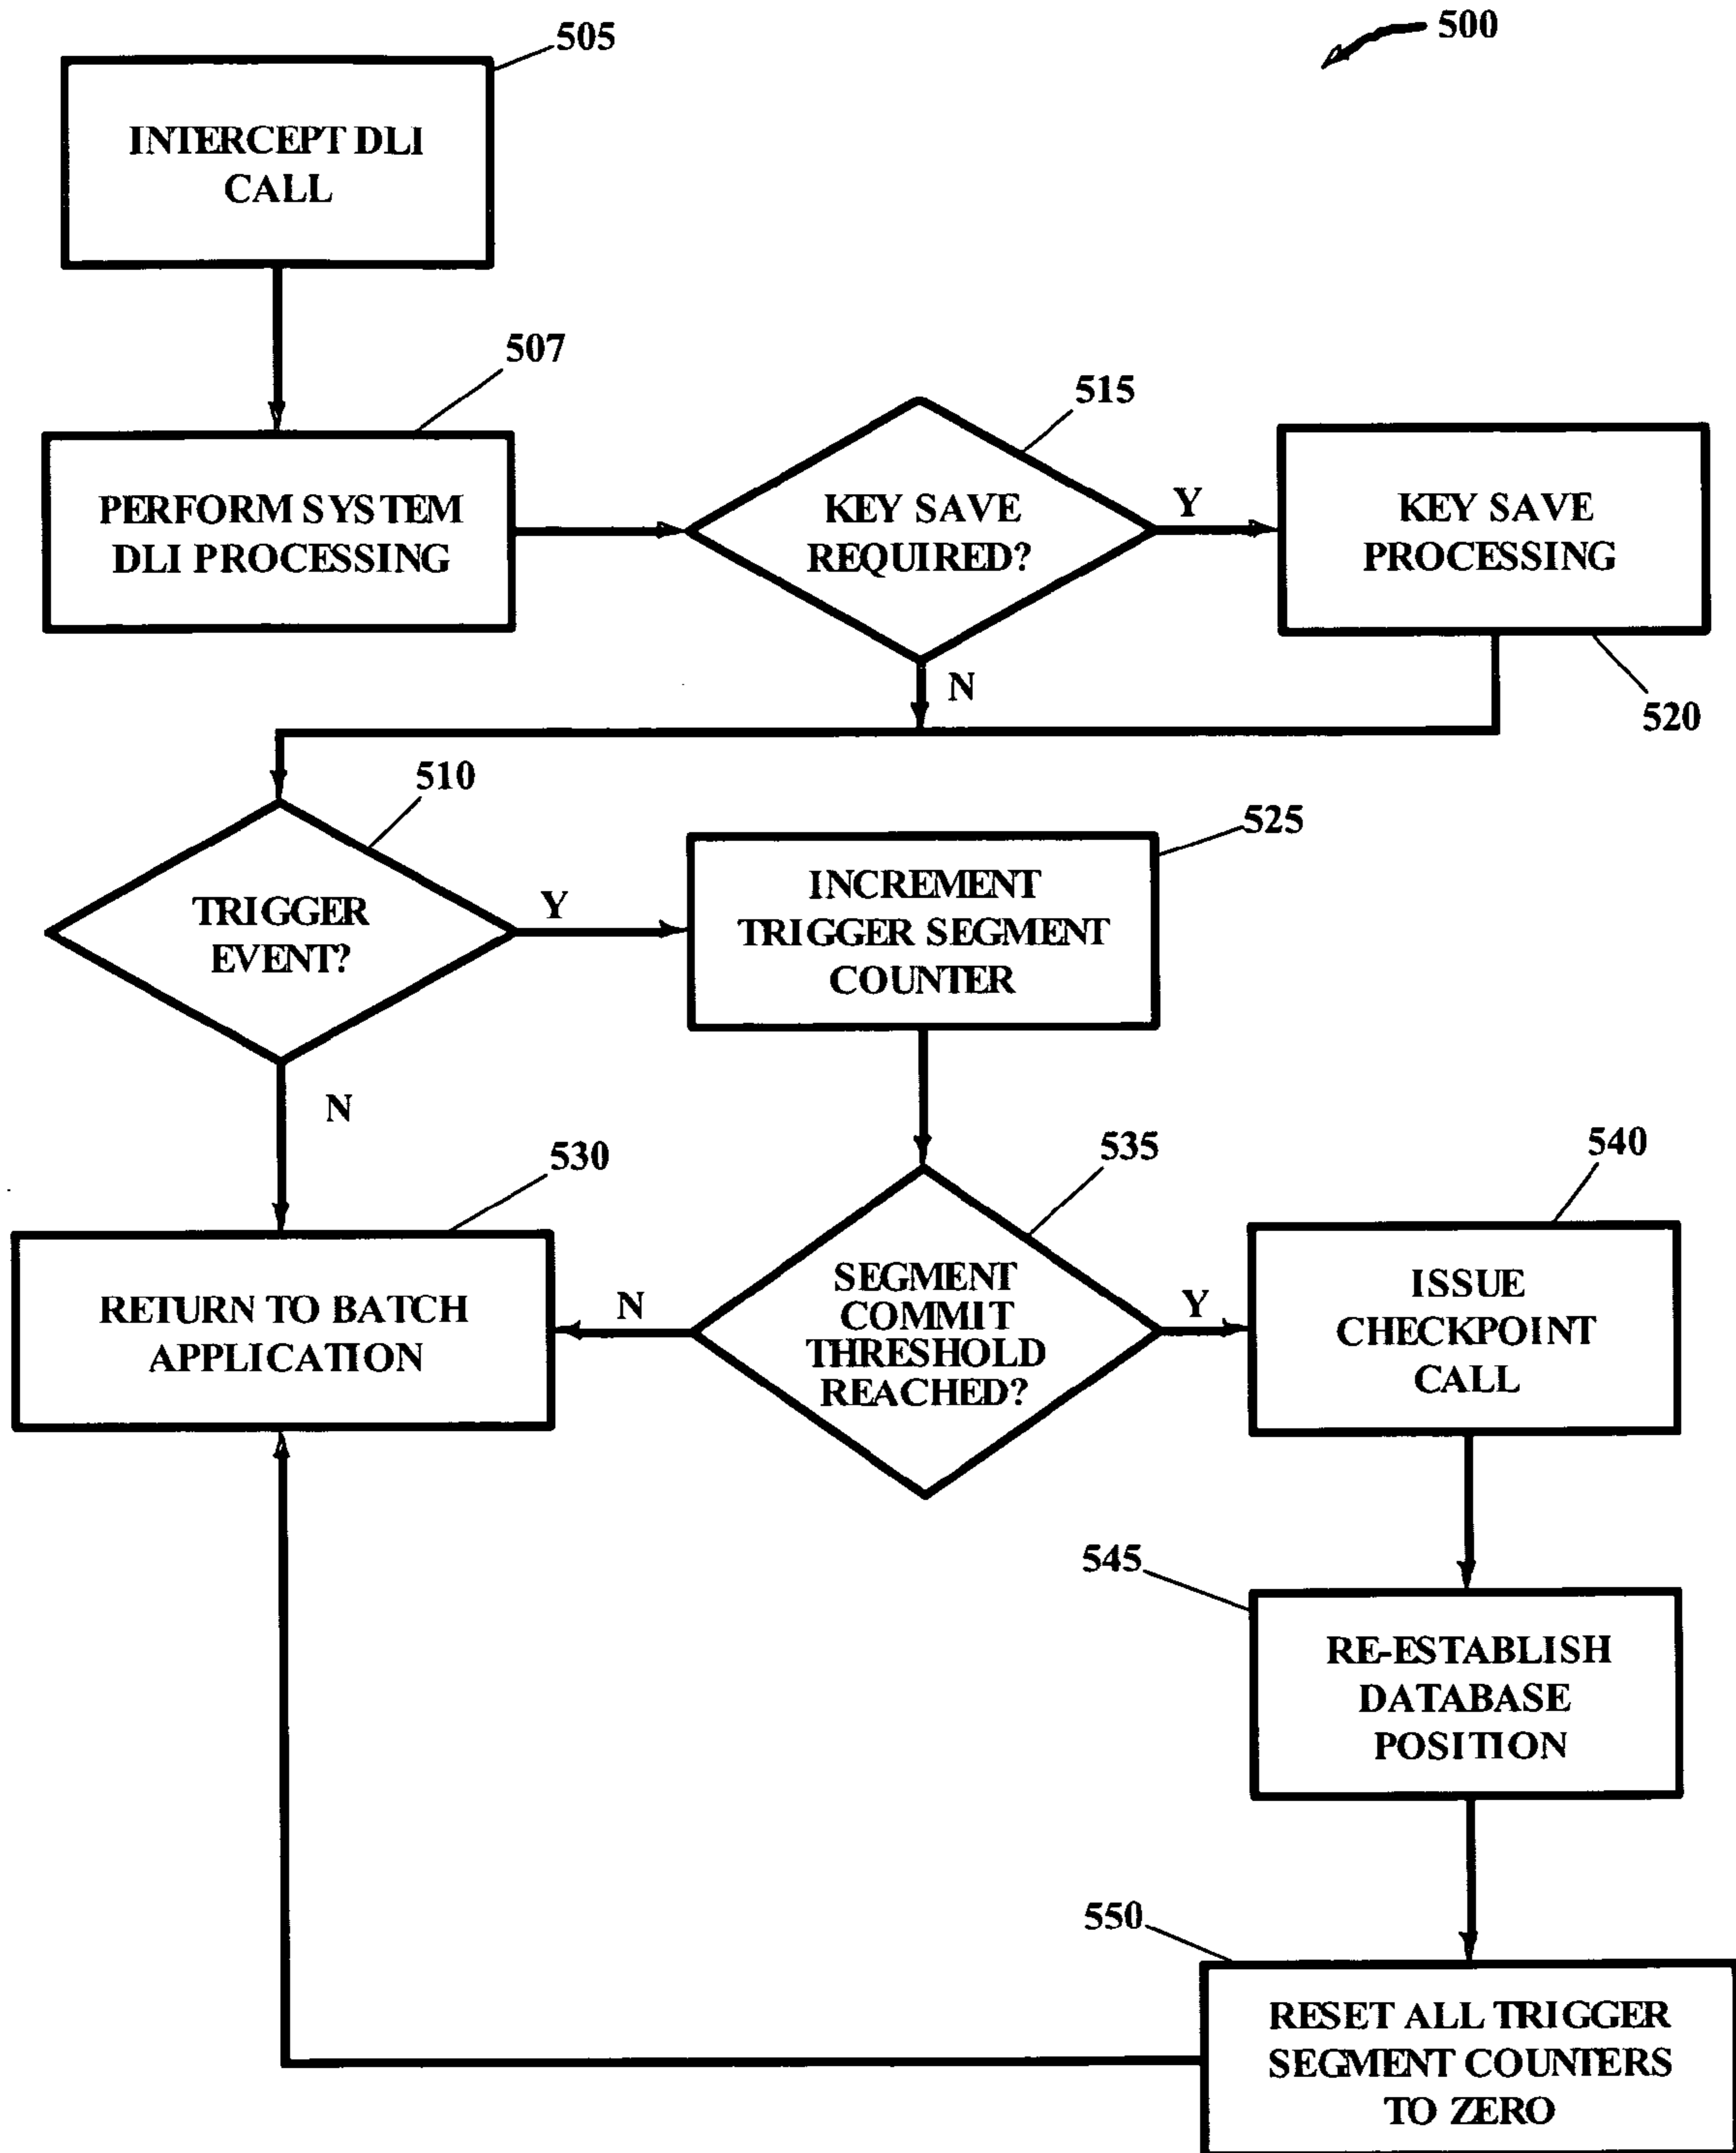 500
505
INTERCEPT DLI
CALL
507
PERFORM SYSTEM
DLI PROCESSING
515
KEY SAVE
REQUIRED?
Y
N
KEY SAVE
PROCESSING
520
510
TRIGGER
EVENT?
Y
N
525
INCREMENT
TRIGGER SEGMENT
COUNTER
530
RETURN TO BATCH
APPLICATION
535
SEGMENT
COMMIT
THRESHOLD
REACHED?
N
Y
540
ISSUE
CHECKPOINT
CALL
545
RE-ESTABLISH
DATABASE
POSITION
550
RESET ALL TRIGGER
SEGMENT COUNTERS
TO ZERO